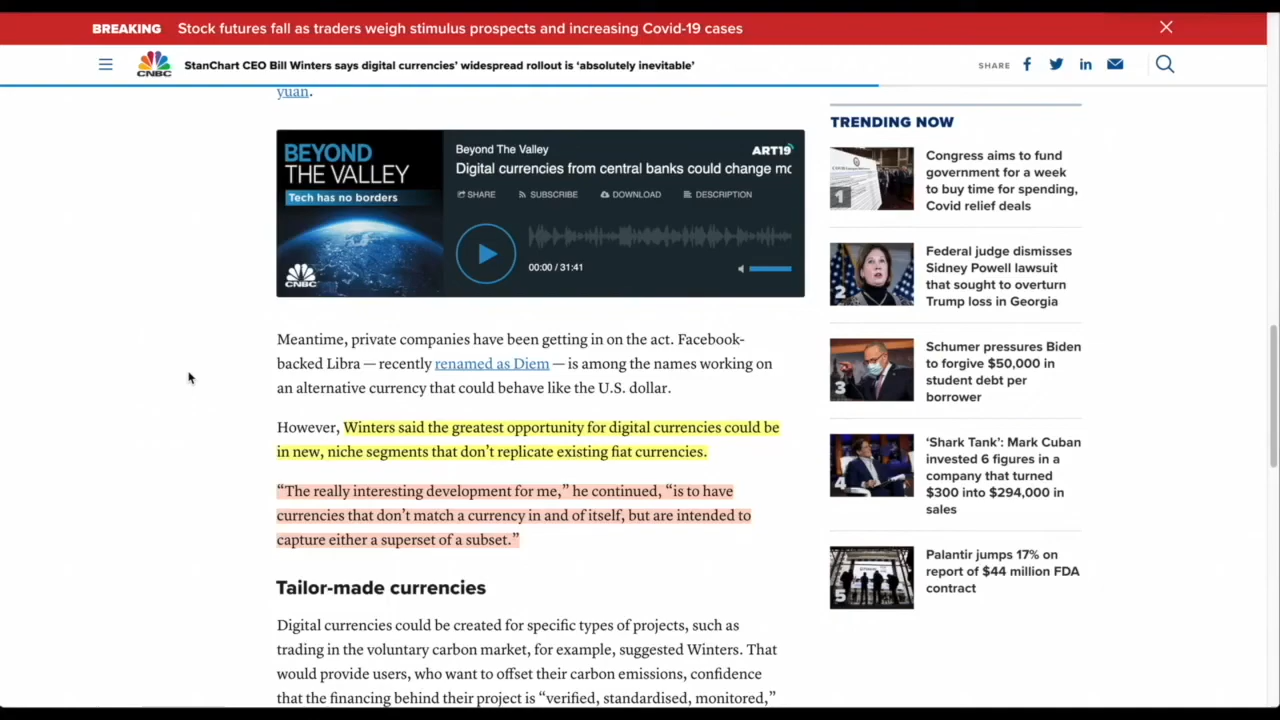 BREAKING Stock futures fall as traders weigh stimulus prospects and increasing Covid-19 cases
CNBC
StanChart CEO Bill Winters says digital currencies’ widespread rollout is ‘absolutely inevitable’
SHARE
yuan.
BEYOND
THE VALLEY
Tech has no borders
CNBC
Beyond The Valley
ART19
Digital currencies from central banks could change mc
SHARE SUBSCRIBE DOWNLOAD DESCRIPTION
00:00 / 31:41
Meantime, private companies have been getting in on the act. Facebook-
backed Libra — recently renamed as Diem — is among the names working on
an alternative currency that could behave like the U.S. dollar.
However, Winters said the greatest opportunity for digital currencies could be
in new, niche segments that don’t replicate existing fiat currencies.
“The really interesting development for me,” he continued, “is to have
currencies that don’t match a currency in and of itself, but are intended to
capture either a superset of a subset.”
Tailor-made currencies
Digital currencies could be created for specific types of projects, such as
trading in the voluntary carbon market, for example, suggested Winters. That
would provide users, who want to offset their carbon emissions, confidence
that the financing behind their project is “verified, standardised, monitored,”
TRENDING NOW
1
Congress aims to fund
government for a week
to buy time for spending,
Covid relief deals
2
Federal judge dismisses
Sidney Powell lawsuit
that sought to overturn
Trump loss in Georgia
3
Schumer pressures Biden
to forgive $50,000 in
student debt per
borrower
4
‘Shark Tank’: Mark Cuban
invested 6 figures in a
company that turned
$300 into $294,000 in
sales
5
Palantir jumps 17% on
report of $44 million FDA
contract